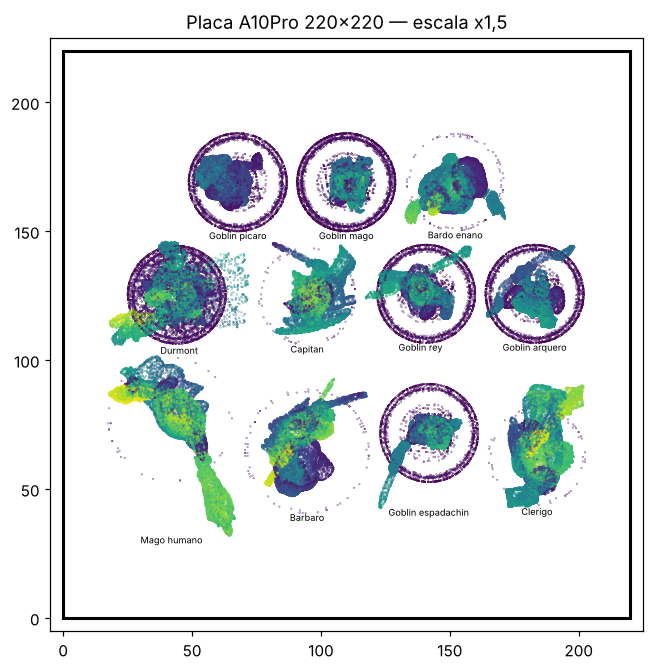 Placa A10Pro 220×220 — escala x1,5
200
Goblin picaro Goblin mago Bardo enano
150
Durmont Capitan Goblin rey Goblin arquero
100
50
Barbaro Goblin espadachin Clerigo
Mago humano
0
0 50 100 150 200